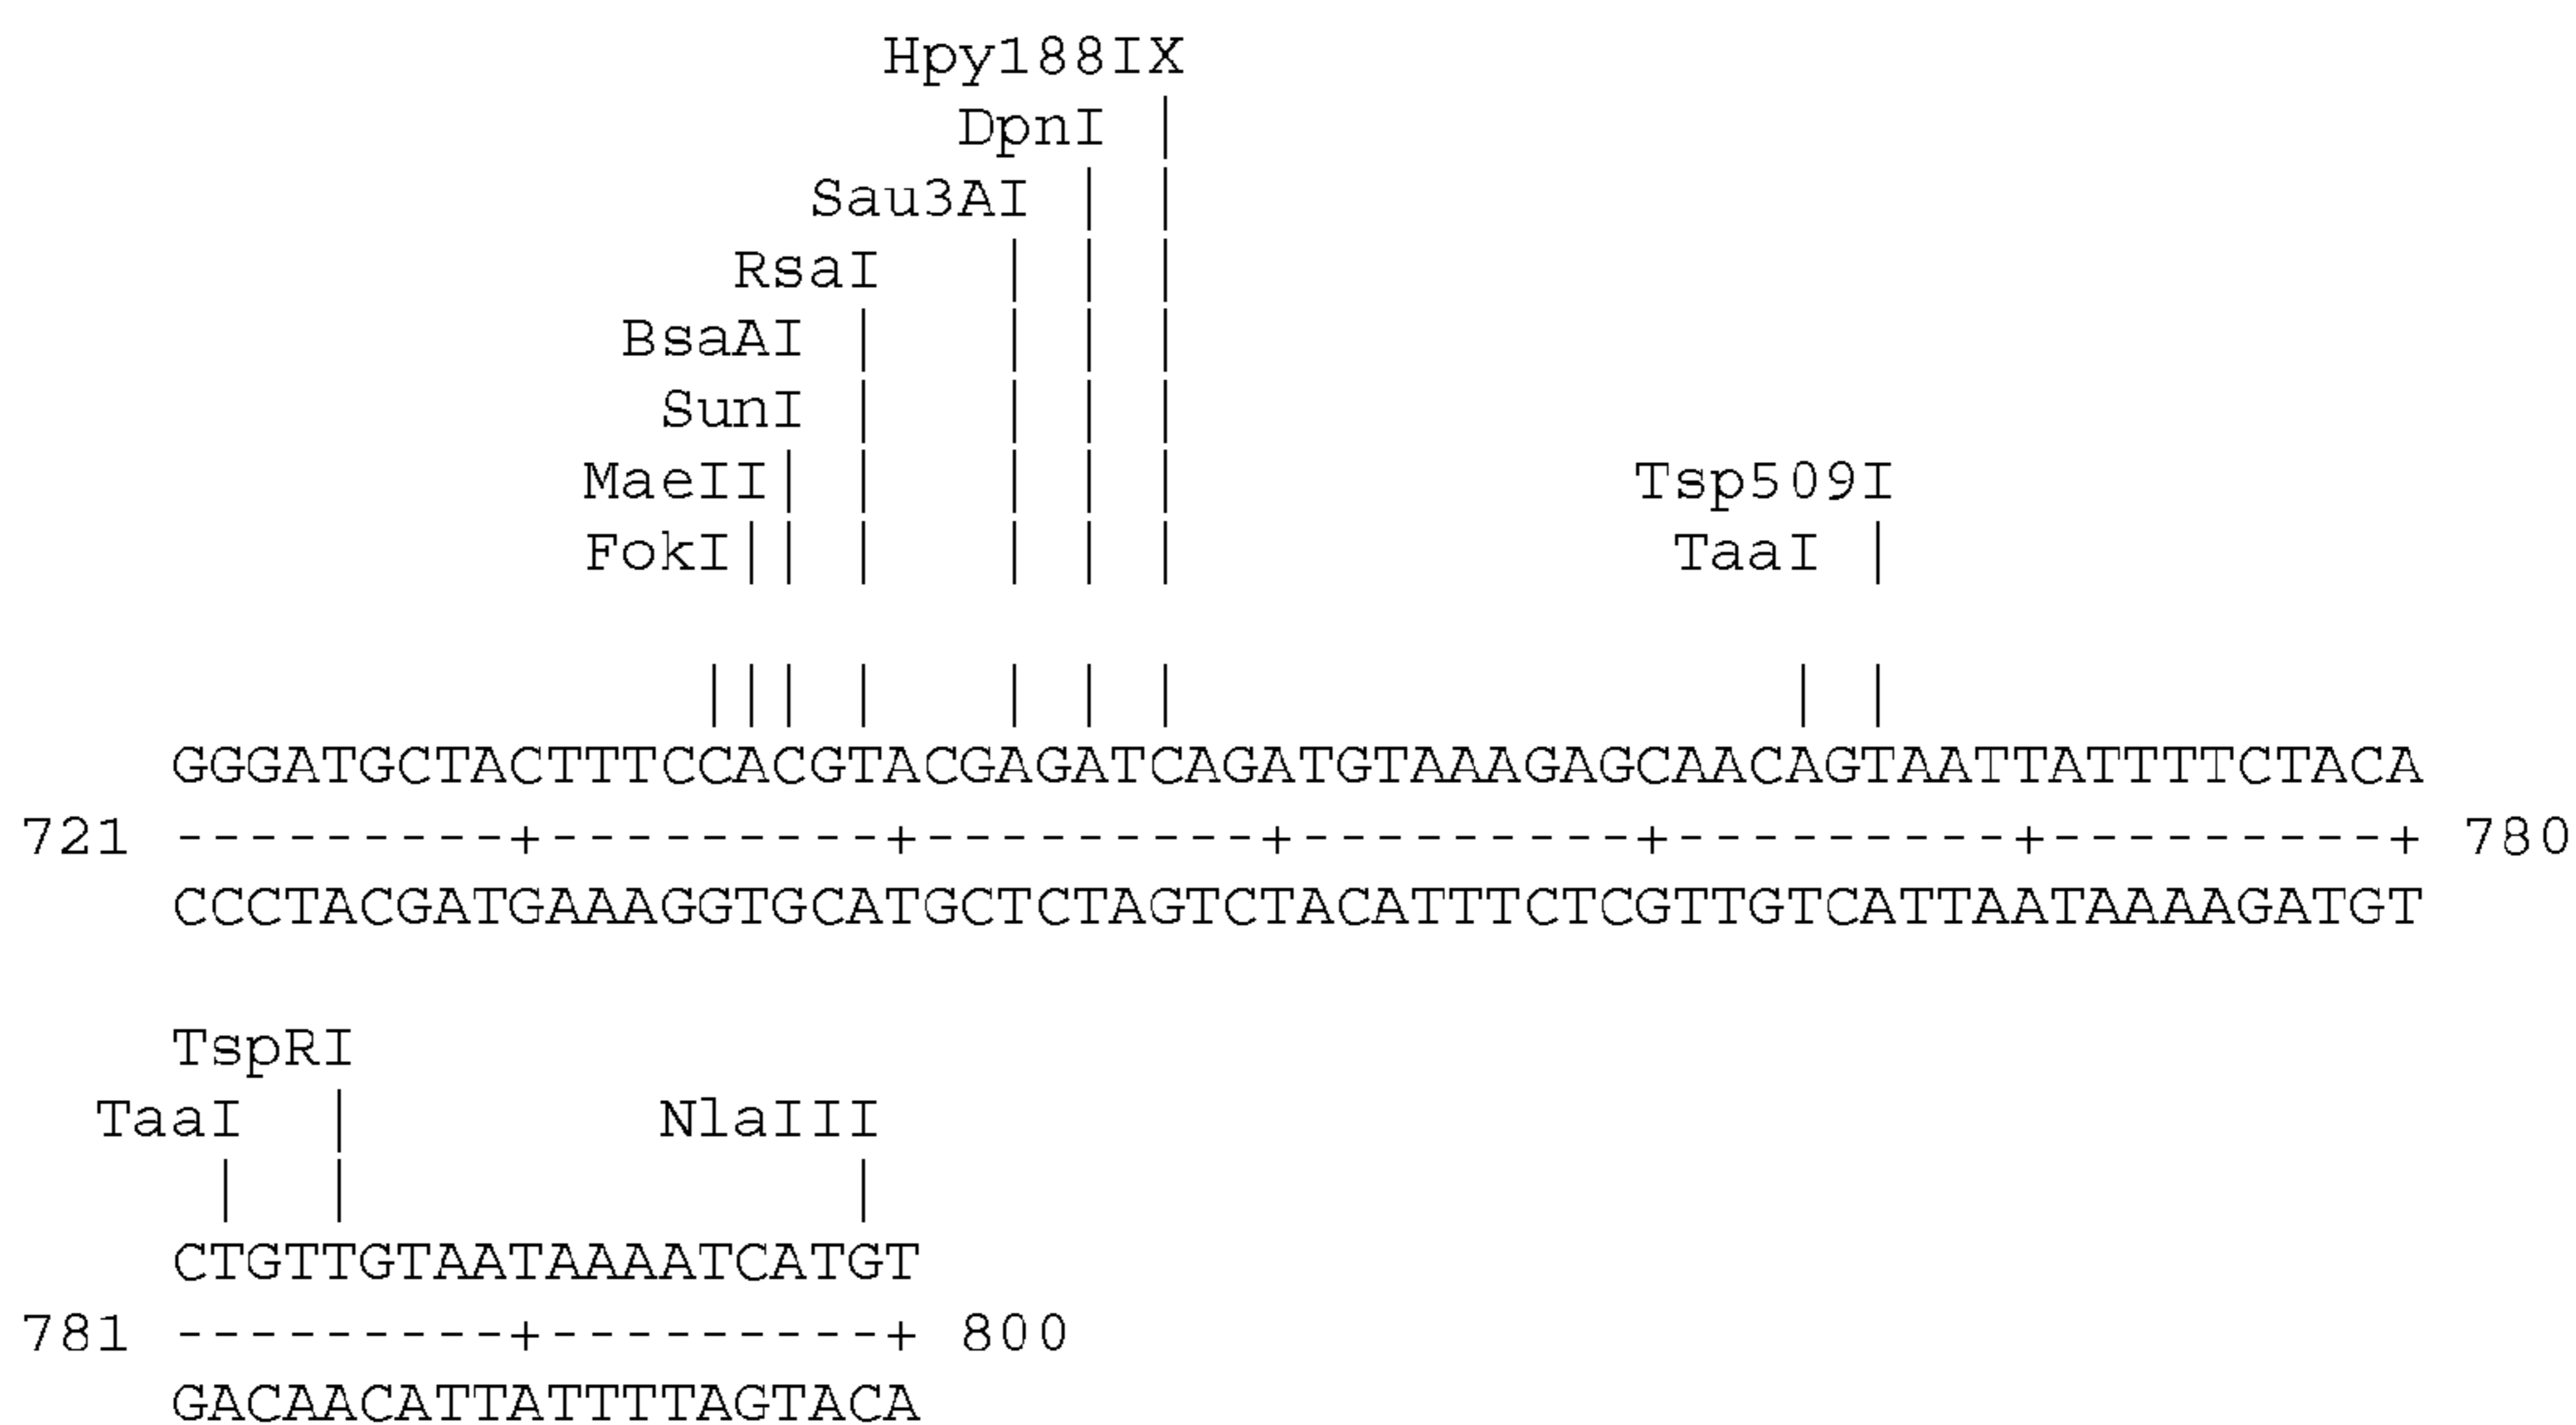 Hpy188IX
DpnI |
Sau3AI | |
RsaI | | |
BsaAI | | | |
SunI | | | |
MaeII| | | | | Tsp509I
FokI|| | | | | TaaI |
||| | | | | | |
GGGATGCTACTTTCCACGTACGAGATCAGATGTAAAGAGCAACAGTAATTATTTTCTACA
721 ---------+---------+---------+---------+---------+---------+ 780
CCCTACGATGAAAGGTGCATGCTCTAGTCTACATTTCTCGTTGTCATTAATAAAAGATGT
TspRI
TaaI | NlaIII
| | |
CTGTTGTAATAAAATCATGT
781 ---------+---------+ 800
GACAACATTATTTTAGTACA